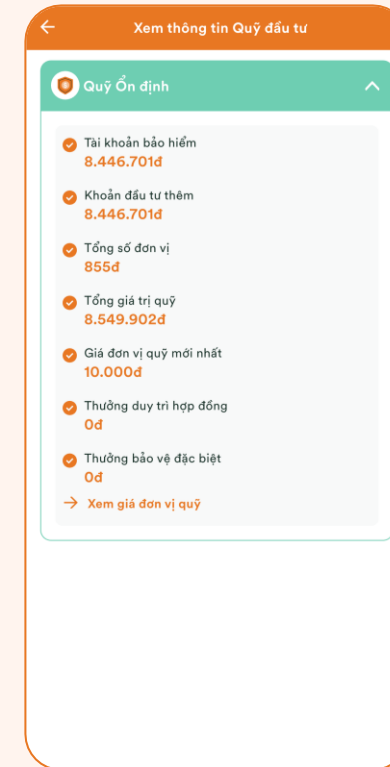 Xem thông tin Quỹ đầu tư
Quỹ Ổn định
Tài khoản bảo hiểm
8.446.701đ
Khoản đầu tư thêm
8.446.701đ
Tổng số đơn vị
855đ
Tổng giá trị quỹ
8.549.902đ
Giá đơn vị quỹ mới nhất
10.000đ
Thưởng duy trì hợp đồng
0đ
Thưởng bảo vệ đặc biệt
0đ
Xem giá đơn vị quỹ